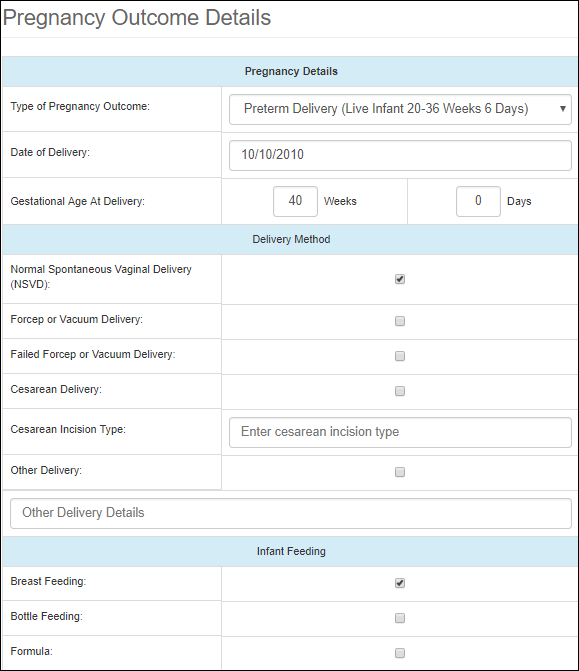 Pregnancy Outcome Details
Pregnancy Details
Type of Pregnancy Outcome:
Preterm Delivery (Live Infant 20-36 Weeks 6 Days)
Date of Delivery:
10/10/2010
Gestational Age At Delivery:
40 Weeks
0 Days
Delivery Method
Normal Spontaneous Vaginal Delivery
(NSVD):
Forcep or Vacuum Delivery:
Failed Forcep or Vacuum Delivery:
Cesarean Delivery:
Cesarean Incision Type:
Enter cesarean incision type
Other Delivery:
Other Delivery Details
Infant Feeding
Breast Feeding:
Bottle Feeding:
Formula: